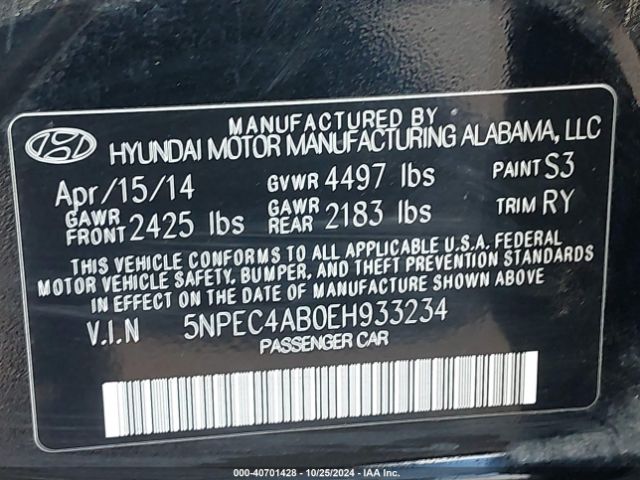 MANUFACTURED BY
HYUNDAI MOTOR MANUFACTURING ALABAMA, LLC
Apr/15/14 GVWR 4497 lbs PAINT S3
GAWR FRONT 2425 lbs GAWR REAR 2183 lbs TRIM RY
THIS VEHICLE CONFORMS TO ALL APPLICABLE U.S.A. FEDERAL
MOTOR VEHICLE SAFETY, BUMPER, AND THEFT PREVENTION STANDARDS
IN EFFECT ON THE DATE OF MANUFACTURE SHOWN ABOVE
V.I.N 5NPEC4AB0EH933234
PASSENGER CAR
000-40701428 - 10/25/2024 - IAA Inc.